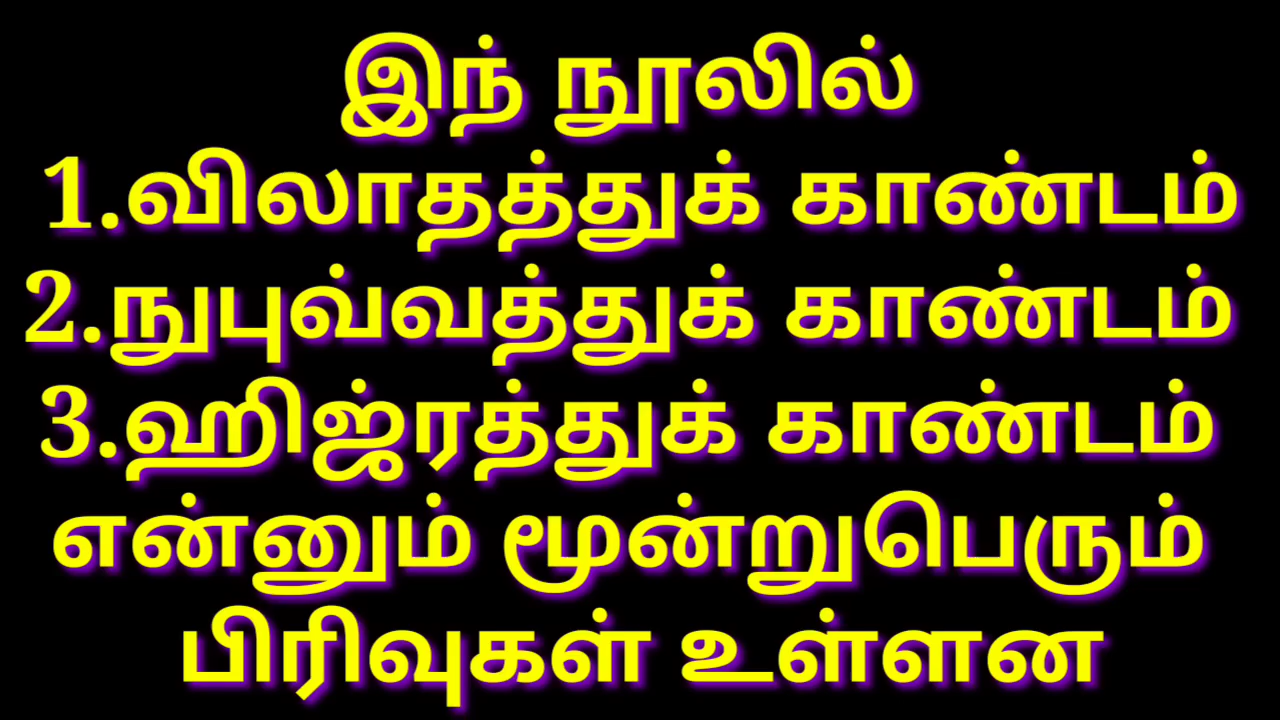 இந் நூலில்
1.விலாதத்துக் காண்டம்
2.நுபுவ்வத்துக் காண்டம்
3.ஹிஜ்ரத்துக் காண்டம்
என்னும் மூன்றுபெரும்
பிரிவுகள் உள்ளன